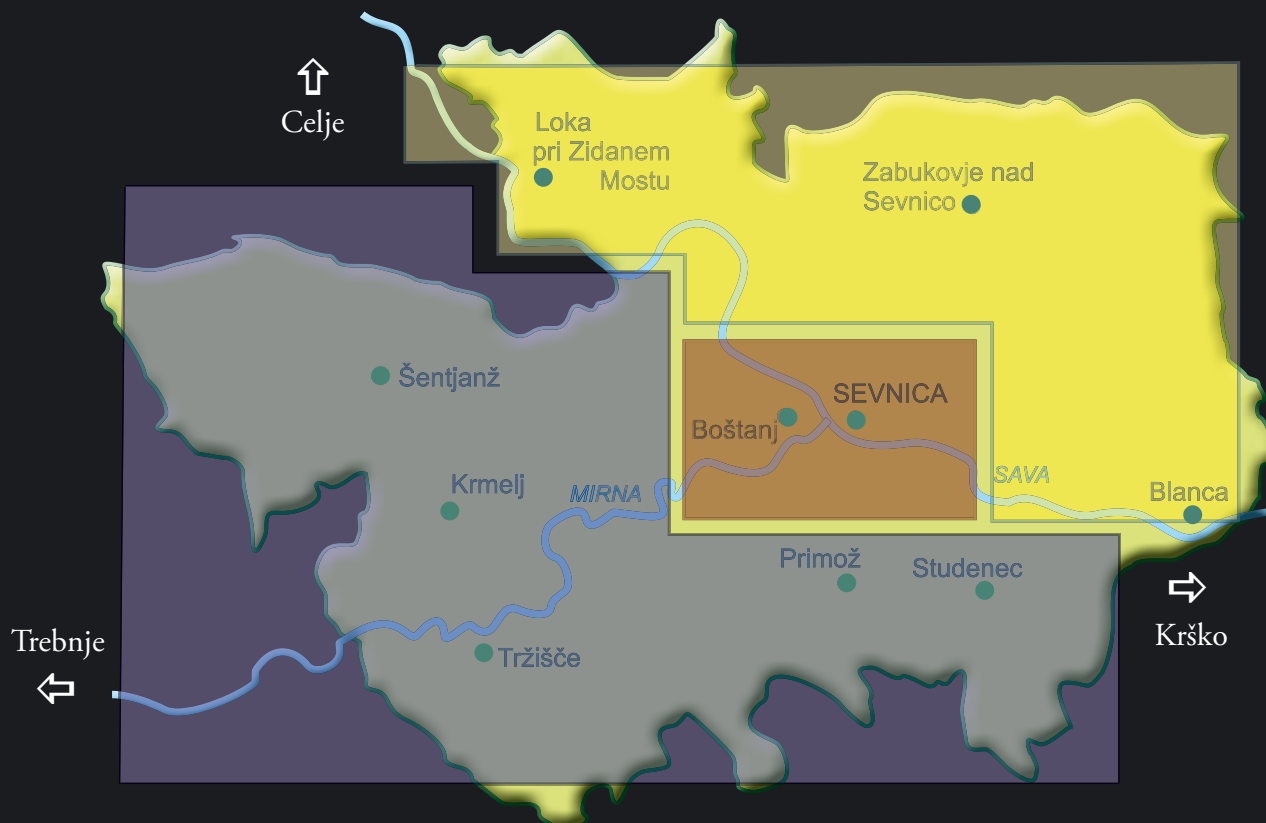 Celje
Loka
pri Zidanem
Mostu
Zabukovje nad
Sevnico
Šentjanž
SEVNICA
Boštanj
Krmelj
MIRNA
SAVA
Blanca
Primož
Studenec
Trebnje
Tržišče
Krško